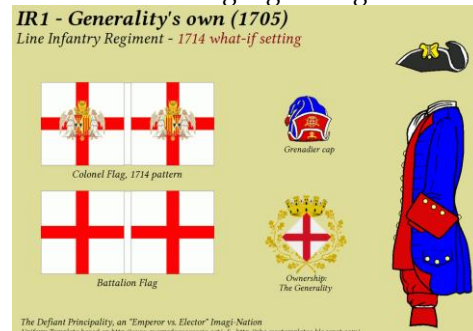 IR1 - Generality's own (1705)
Line Infantry Regiment - 1714 what-if setting
Colonel Flag, 1714 pattern
Grenadier cap
Battalion Flag
Ownership:
The Generality
The Defiant Principality, an "Emperor vs. Elector" Imagi-Nation